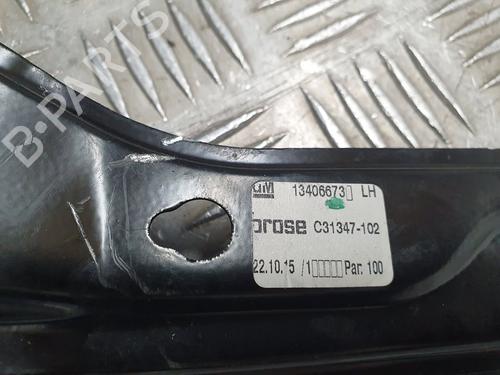 B-PARTS
GM 13406673▯ LH
brose C31347-102
22.10.15 /1▯▯▯▯▯ Par. 100